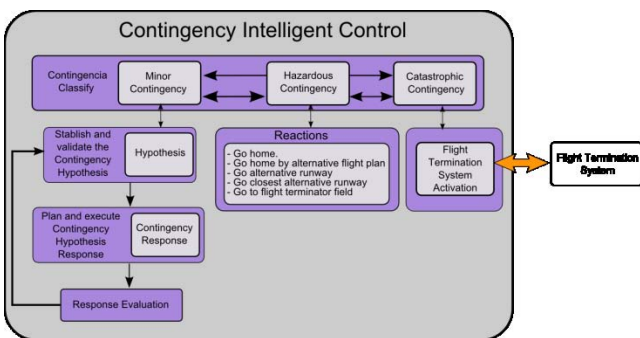 Contingency Intelligent Control
Contingencia
Classify
Minor
Contingency
Hazardous
Contingency
Catastrophic
Contingency
Stablish and
validate the
Contingency
Hypothesis
Hypothesis
Reactions
- Go home.
- Go home by alternative flight plan
- Go alternative runway
- Go closest alternative runway
- Go to flight terminator field
Flight
Termination
System
Activation
Flight Termination
System
Plan and execute
Contingency
Hypothesis
Response
Contingency
Response
Response Evaluation